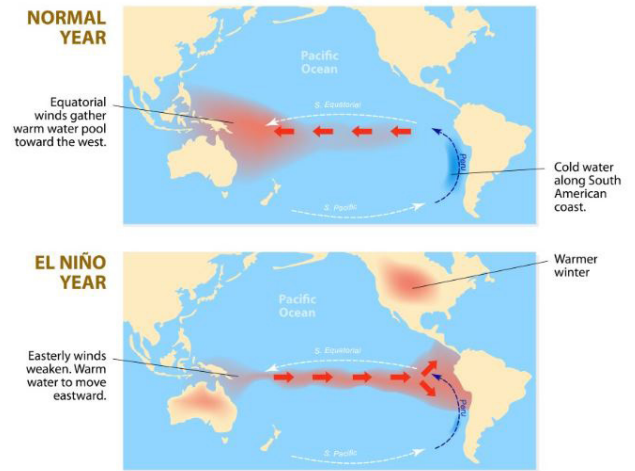 NORMAL
YEAR
Pacific
Ocean
Equatorial
winds gather
warm water pool
toward the west.
S. Equatorial
Peru
Cold water
along South
American
coast.
S. Pacific
EL NIÑO
YEAR
Warmer
winter
Pacific
Ocean
Easterly winds
weaken. Warm
water to move
eastward.
S. Equatorial
Peru
S. Pacific